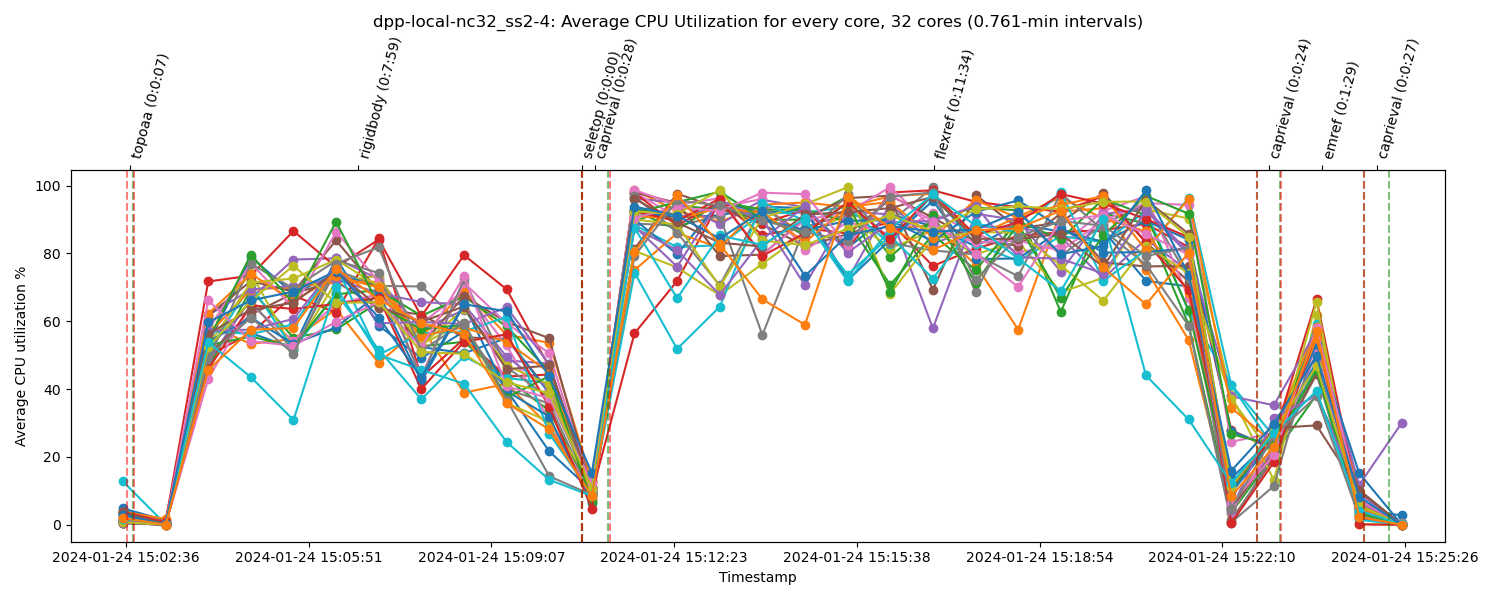 dpp-local-nc32_ss2-4: Average CPU Utilization for every core, 32 cores (0.761-min intervals)
topoaa (0:0:07)
rigidbody (0:7:59)
seletop (0:0:00)
caprieval (0:0:28)
flexref (0:11:34)
caprieval (0:0:24)
emref (0:1:29)
caprieval (0:0:27)
Average CPU utilization %
100
80
60
40
20
0
2024-01-24 15:02:36
2024-01-24 15:05:51
2024-01-24 15:09:07
2024-01-24 15:12:23
2024-01-24 15:15:38
2024-01-24 15:18:54
2024-01-24 15:22:10
2024-01-24 15:25:26
Timestamp